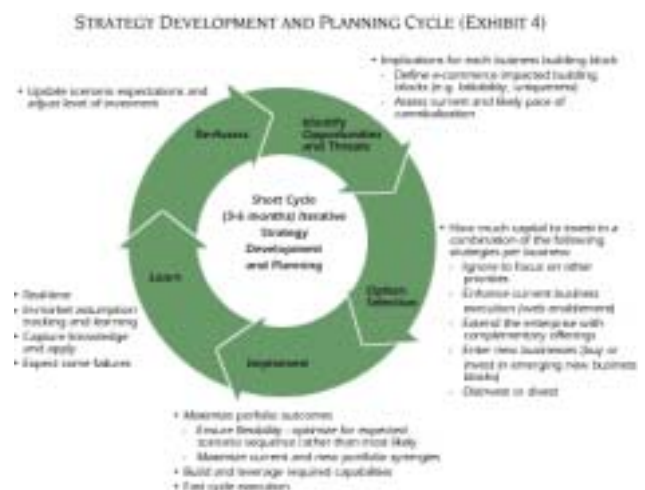 STRATEGY DEVELOPMENT AND PLANNING CYCLE (EXHIBIT 4)
• Implications for each business building block
- Define e-commerce impacted building
blocks (e.g. uniqueness)
- Assess current and likely pace of
cannibalization
• Update scenario expectations and
adjust level of investment
Re-Assess
Identify
Opportunities
and Threats
Short Cycle
(3-6 months) Iterative
Strategy
Development
and Planning
• How much capital to invest in a
combination of the following
strategies per business
- Ignore to focus on other
priorities
- Enhance current business
execution (web enablement)
- Extend the enterprise with
complementary offerings
- Enter new businesses (buy or
invest in emerging new business
blocks)
- Disinvest or divest
Option
Selection
Learn
• Real-time
• In-market assumption
tracking and learning
• Capture knowledge
and apply
• Expect some failures
Implement
• Maximize portfolio outcomes
- Ensure flexibility - optimize for expected
scenario sequence rather than most likely
- Maximize current and new portfolio synergies
• Build and leverage required capabilities
• Fast cycle execution